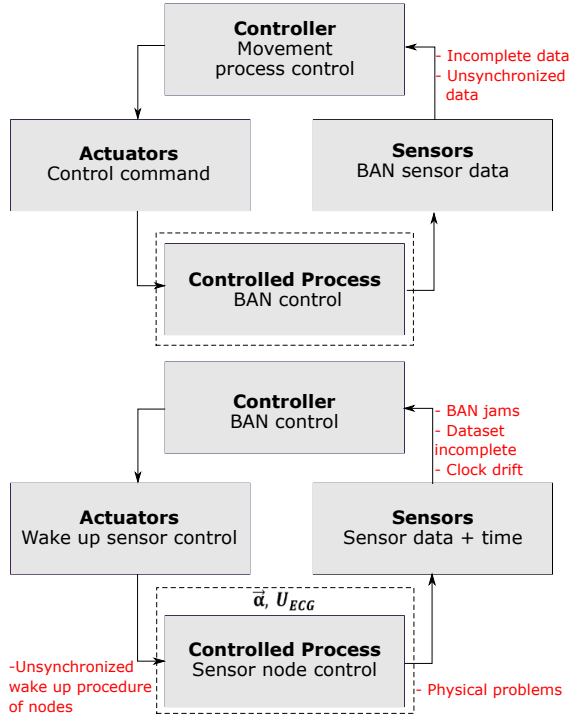 Controller
Movement
process control
- Incomplete data
- Unsynchronized
data
Actuators
Control command
Sensors
BAN sensor data
Controlled Process
BAN control
Controller
BAN control
- BAN jams
- Dataset
incomplete
- Clock drift
Actuators
Wake up sensor control
Sensors
Sensor data + time
α⃗, U_ECG
Controlled Process
Sensor node control
-Unsynchronized
wake up procedure
of nodes
- Physical problems